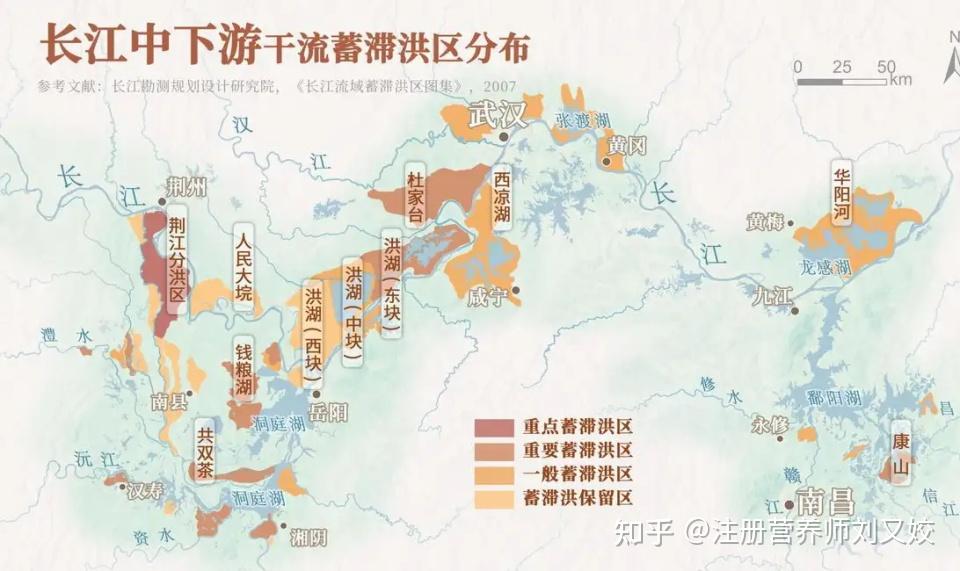 长江中下游干流蓄滞洪区分布
参考文献：长江勘测规划设计研究院，《长江流域蓄滞洪区图集》，2007
0 25 50 km
N
武汉
张渡湖
黄冈
汉
江
长
江
荆州
荆江分洪区
人民大垸
杜家台
西凉湖
洪湖（东块）
洪湖（中块）
洪湖（西块）
咸宁
长
江
华阳河
黄梅
龙感湖
九江
澧水
钱粮湖
南县
岳阳
洞庭湖
共双茶
沅江
汉寿
洞庭湖
资水
湘阴
重点蓄滞洪区
重要蓄滞洪区
一般蓄滞洪区
蓄滞洪保留区
修水
鄱阳湖
昌
永修
康山
赣
江
南昌
信
江
知乎 @注册营养师刘又姣